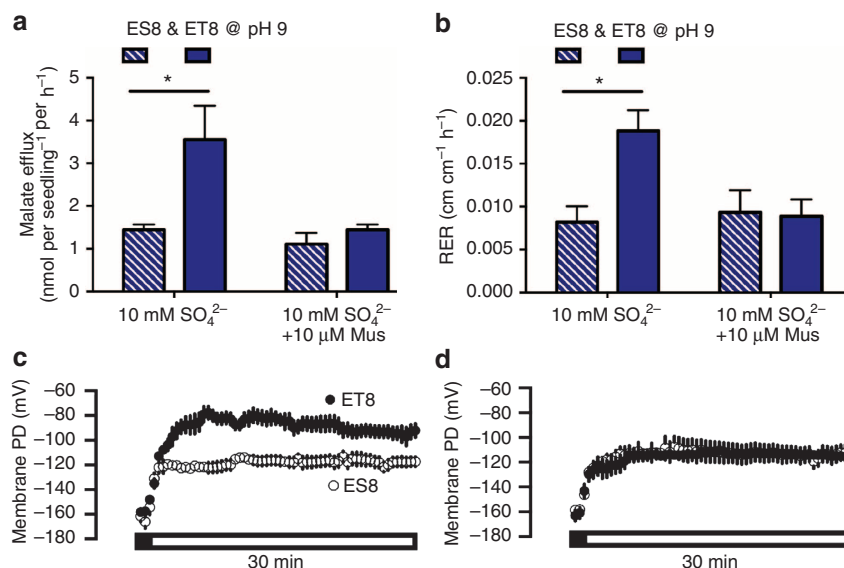 a
ES8 & ET8 @ pH 9
*
Malate efflux
(nmol per seedling⁻¹ per h⁻¹)
5
4
3
2
1
0
10 mM SO₄²⁻
10 mM SO₄²⁻
+10 μM Mus
b
ES8 & ET8 @ pH 9
*
RER (cm cm⁻¹ h⁻¹)
0.025
0.020
0.015
0.010
0.005
0.000
10 mM SO₄²⁻
10 mM SO₄²⁻
+10 μM Mus
c
Membrane PD (mV)
−60
−80
−100
−120
−140
−160
−180
ET8
ES8
30 min
d
Membrane PD (mV)
−60
−80
−100
−120
−140
−160
−180
30 min